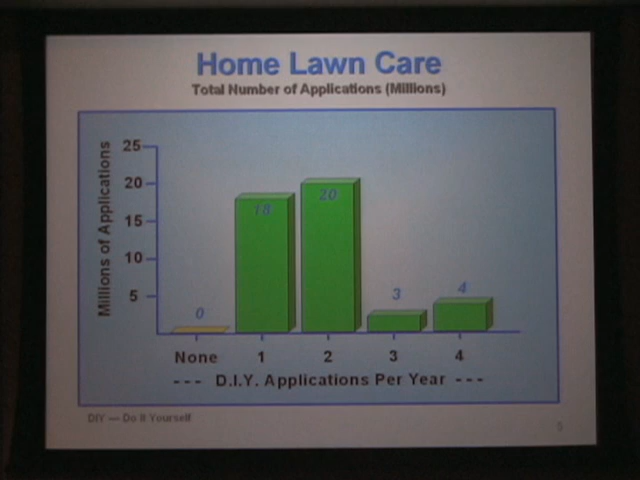 Home Lawn Care
Total Number of Applications (Millions)
Millions of Applications
25
20
15
10
5
0
18
20
3
4
None 1 2 3 4
--- D.I.Y. Applications Per Year ---
DIY — Do It Yourself
5